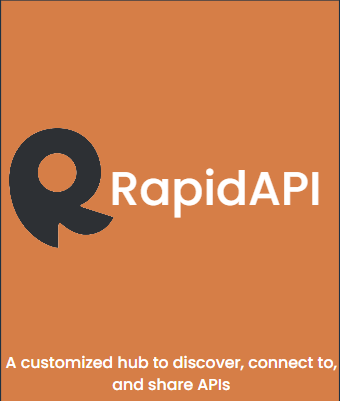 RapidAPI
A customized hub to discover, connect to,
and share APIs